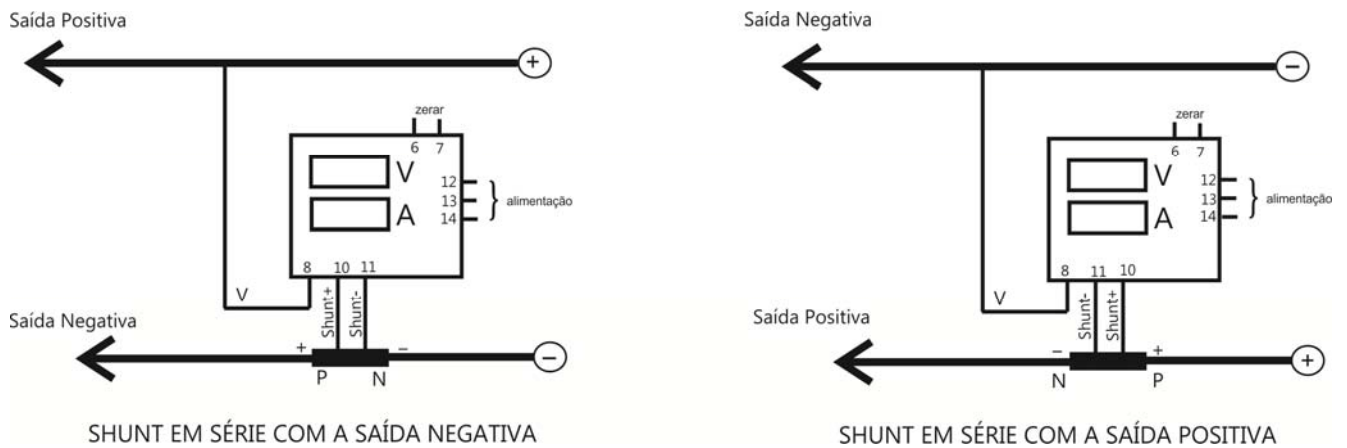 Saída Positiva
+
zerar
6 7
V
A
12
13
14
alimentação
8 10 11
V
Shunt+
Shunt-
Saída Negativa
+
−
P
N
−
SHUNT EM SÉRIE COM A SAÍDA NEGATIVA
Saída Negativa
−
zerar
6 7
V
A
12
13
14
alimentação
8 11 10
V
Shunt-
Shunt+
Saída Positiva
−
+
N
P
+
SHUNT EM SÉRIE COM A SAÍDA POSITIVA